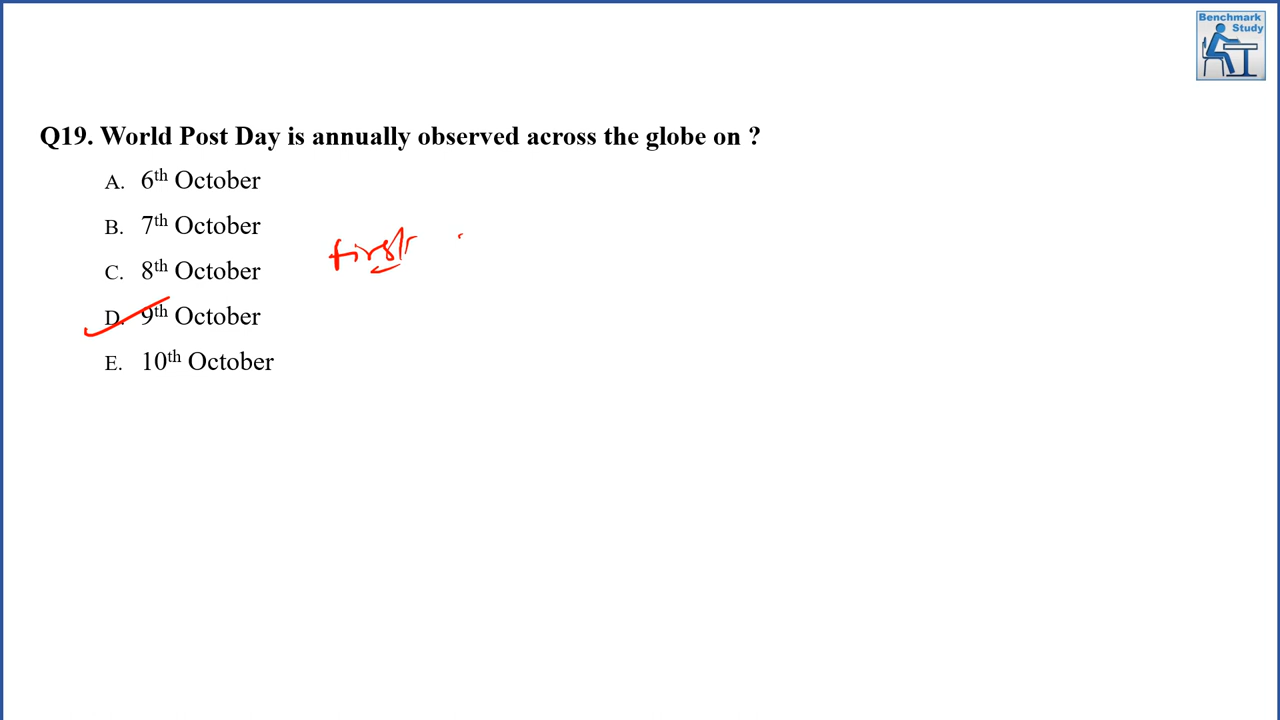 Benchmark
Study
Q19. World Post Day is annually observed across the globe on ?
A. 6th October
B. 7th October
first
C. 8th October
D. 9th October
E. 10th October